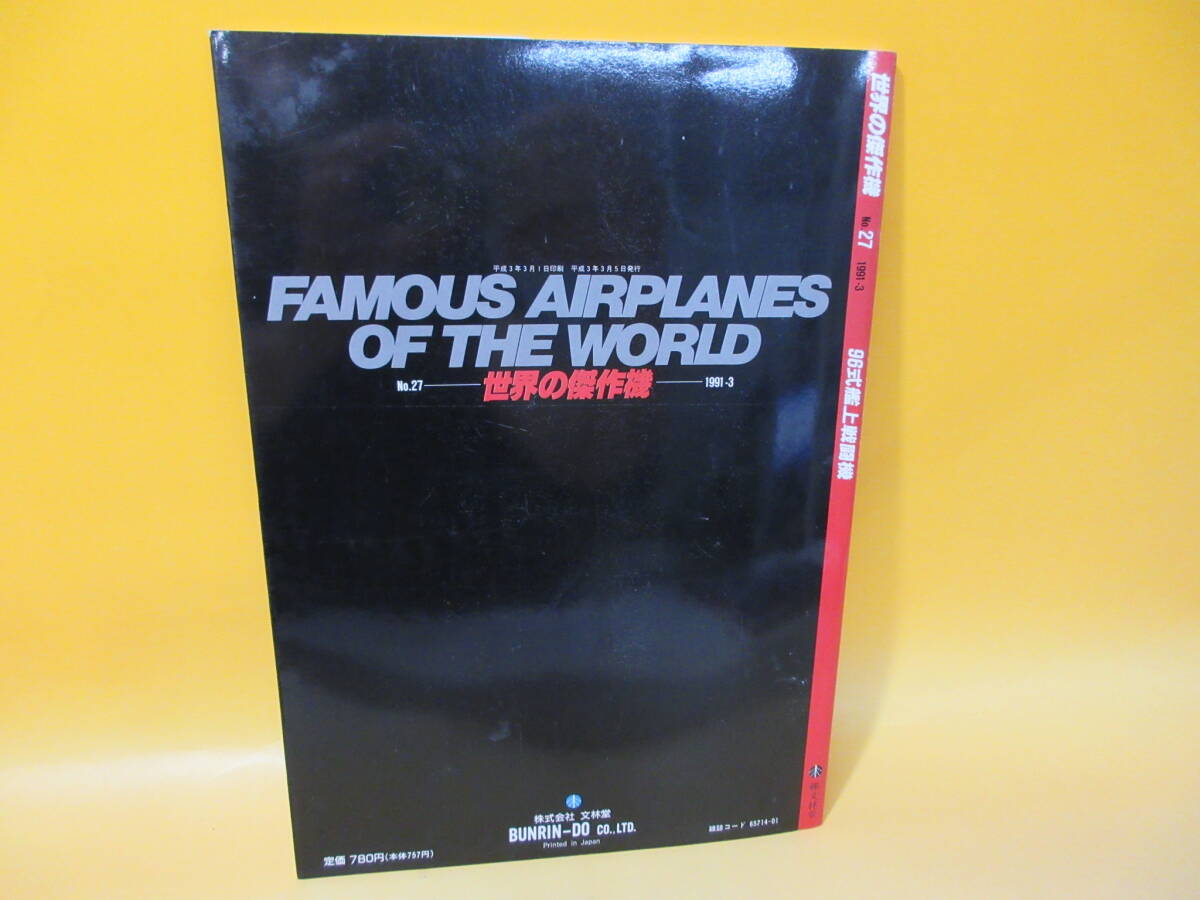 平成3年3月1日印刷 平成3年3月5日発行
FAMOUS AIRPLANES
OF THE WORLD
No.27 世界の傑作機 1991-3
株式会社 文林堂
BUNRIN-DO CO.,LTD.
Printed in Japan
定価 780円(本体757円)
雑誌コード 65714-01
世界の傑作機 No.27 1991-3 96式艦上戦闘機 ㈱文林堂